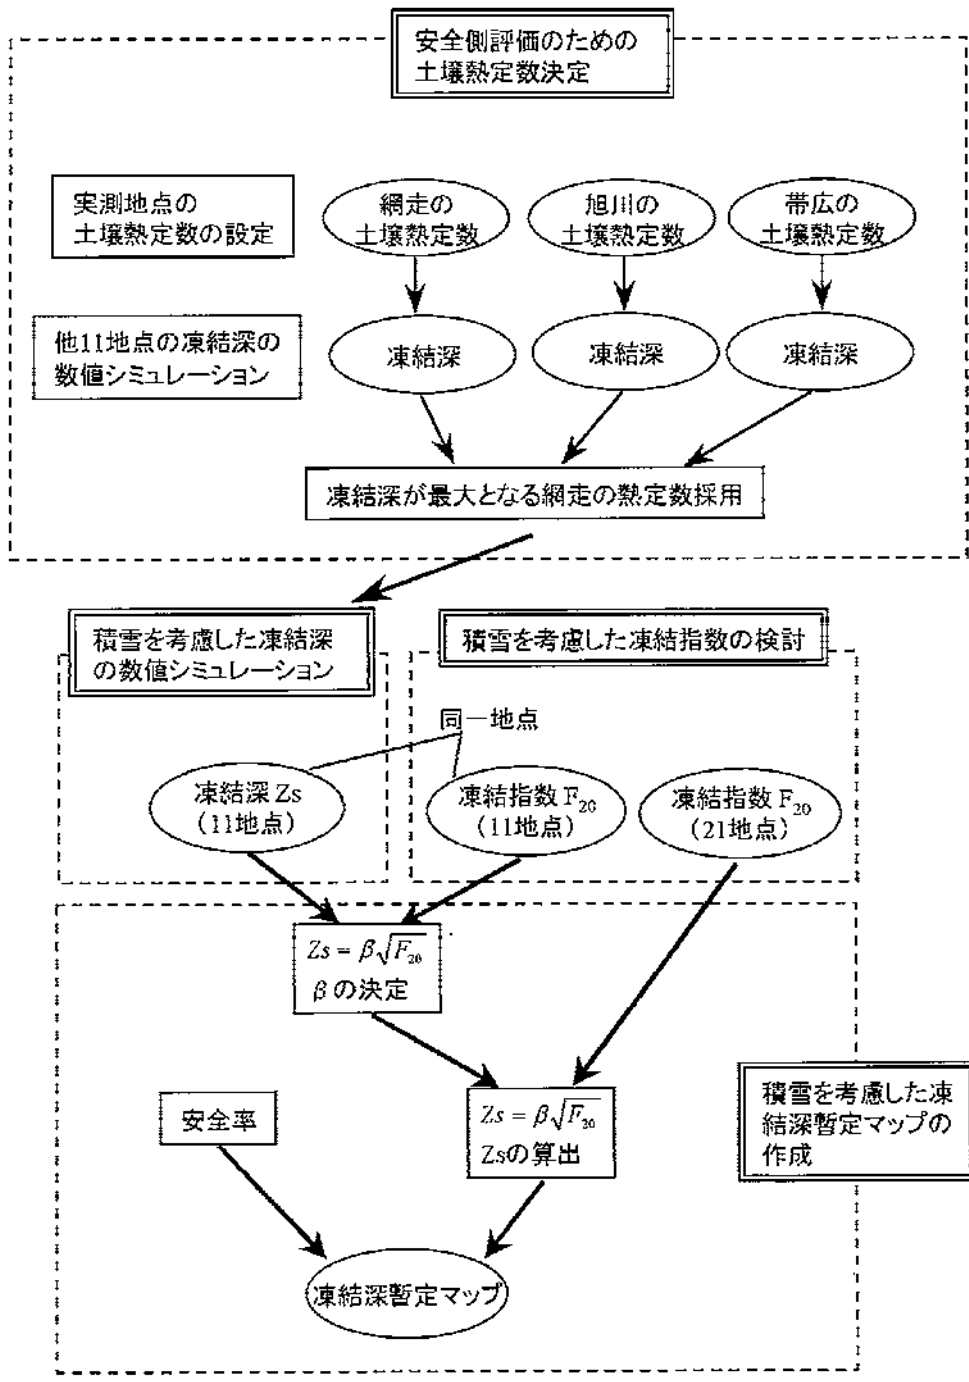 安全側評価のための
土壌熱定数決定
実測地点の
土壌熱定数の設定
網走の
土壌熱定数
旭川の
土壌熱定数
帯広の
土壌熱定数
他11地点の凍結深の
数値シミュレーション
凍結深
凍結深
凍結深
凍結深が最大となる網走の熱定数採用
積雪を考慮した凍結深
の数値シミュレーション
積雪を考慮した凍結指数の検討
同一地点
凍結深 Zs
(11地点)
凍結指数 F₂₀
(11地点)
凍結指数 F₂₀
(21地点)
Zs = β√F₂₀
βの決定
安全率
Zs = β√F₂₀
Zsの算出
積雪を考慮した凍
結深暫定マップの
作成
凍結深暫定マップ